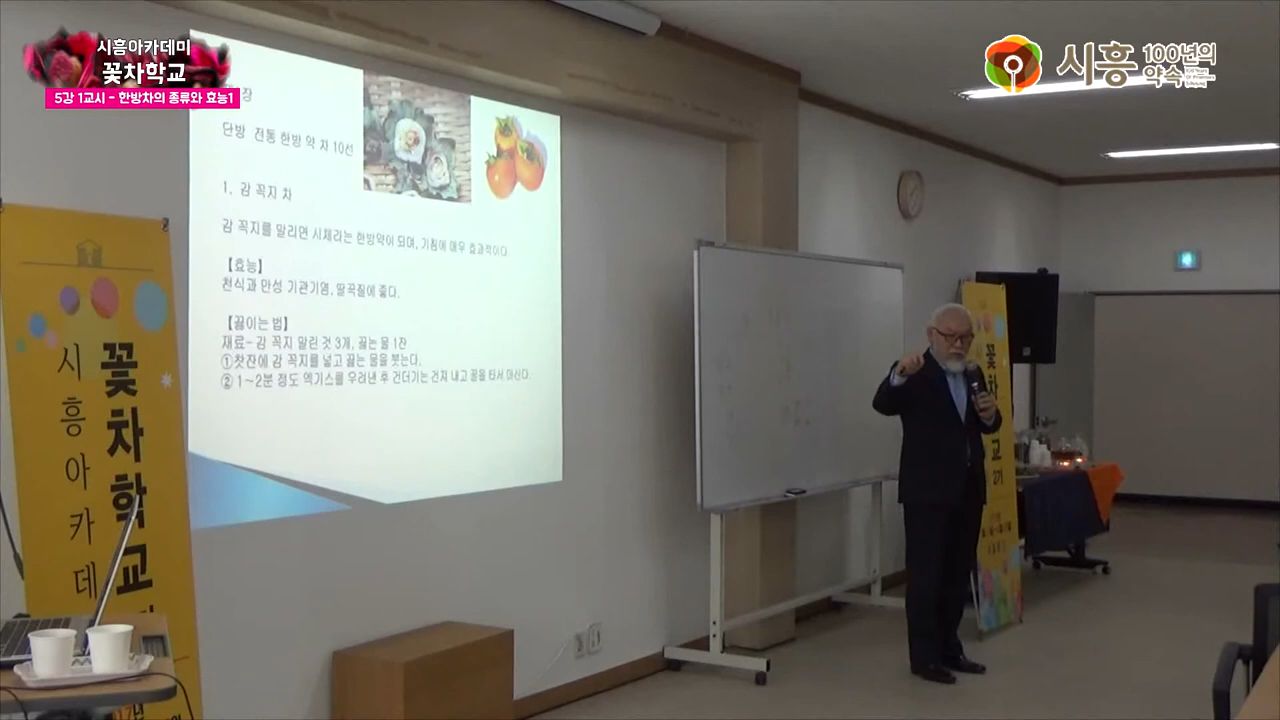 시흥아카데미
꽃차학교
5강 1교시 - 한방차의 종류와 효능1
시흥 100년의
약속
장
단방 전통 한방 약 차 10선
1. 감 꼭지 차
감 꼭지를 말리면 시체라는 한방약이 되며, 기침에 매우 효과적이다
【효능】
천식과 만성 기관기염, 딸꾹질에 좋다.
【끓이는 법】
재료- 감 꼭지 말린 것 3개, 끓는 물 1잔
①찻잔에 감 꼭지를 넣고 끓는 물을 붓는다.
② 1~2분 정도 엑기스를 우려낸 후 건더기는 건져 내고 꿀을 타서 마신다.
꽃차학교
시흥아카데
꽃차
교
2기